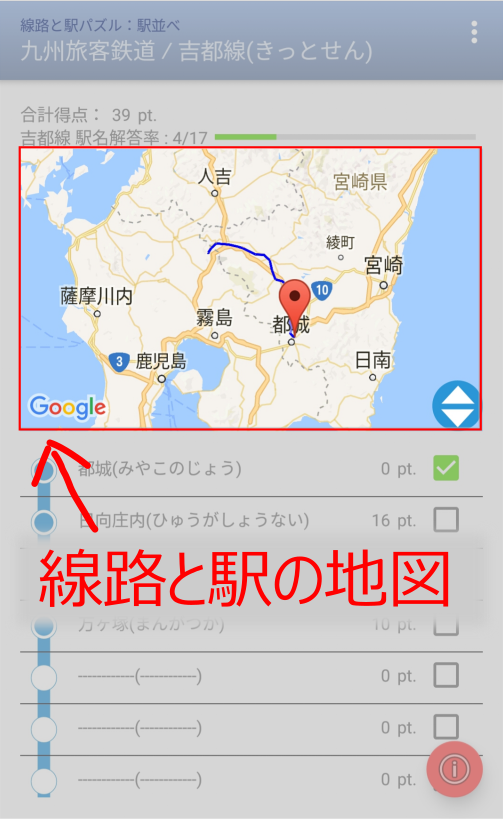 線路と駅パズル：駅並べ
九州旅客鉄道 / 吉都線(きっとせん)
合計得点： 39 pt.
吉都線 駅名解答率 : 4/17
人吉
宮崎県
綾町
宮崎
10
薩摩川内
霧島
都城
3
鹿児島
日南
Google
都城(みやこのじょう) 0 pt.
日向庄内(ひゅうがしょうない) 16 pt.
線路と駅の地図
万ヶ塚(まんがつか) 10 pt.
------------(------------) 0 pt.
------------(------------) 0 pt.
------------(------------) 0 pt.